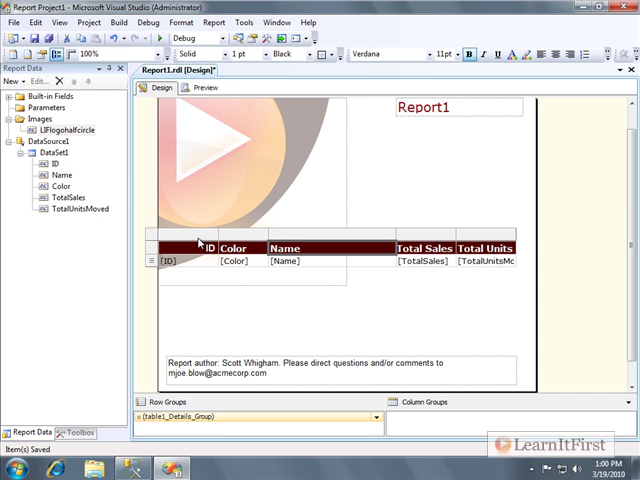 Report Project1 - Microsoft Visual Studio (Administrator)
File Edit View Project Build Debug Format Report Tools Window Help
Debug
100% Solid 1 pt Black Verdana 11pt B I U
Report Data
New Edit...
Built-in Fields
Parameters
Images
LIFlogohalfcircle
DataSource1
DataSet1
ID
Name
Color
TotalSales
TotalUnitsMoved
Report1.rdl [Design]*
Design Preview
Report1
ID Color Name Total Sales Total Units
[ID] [Color] [Name] [TotalSales] [TotalUnitsMo
Report author: Scott Whigham. Please direct questions and/or comments to
mjoe.blow@acmecorp.com
Row Groups Column Groups
(table1_Details_Group)
Report Data Toolbox
Item(s) Saved
LearnItFirst
1:00 PM
3/19/2010